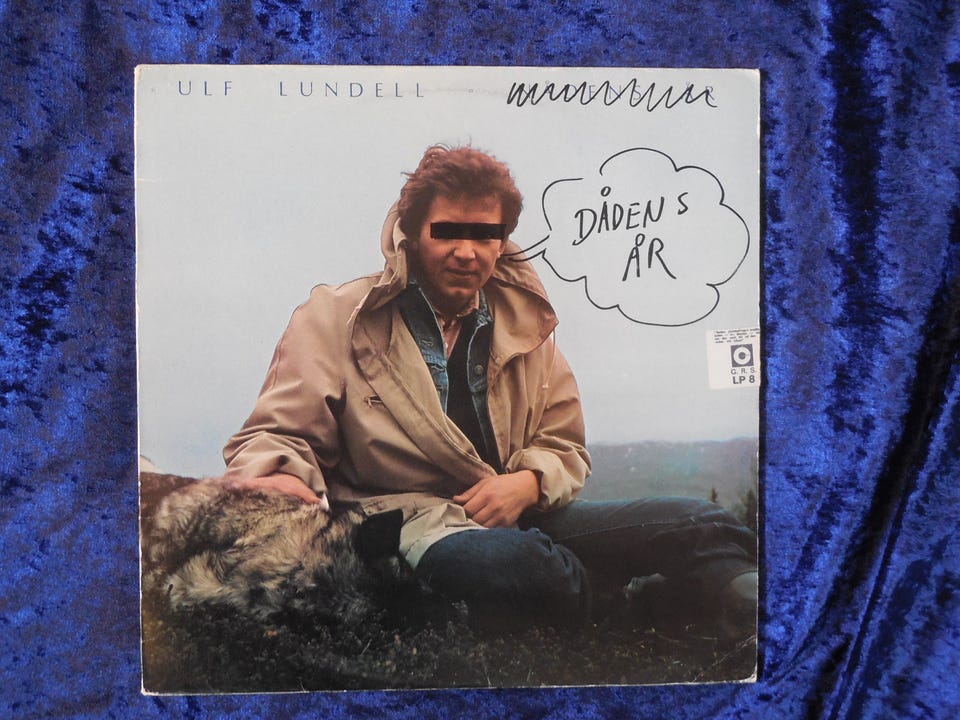 ULF LUNDELL
DÅDENS
ÅR
G. R. S.
LP 8